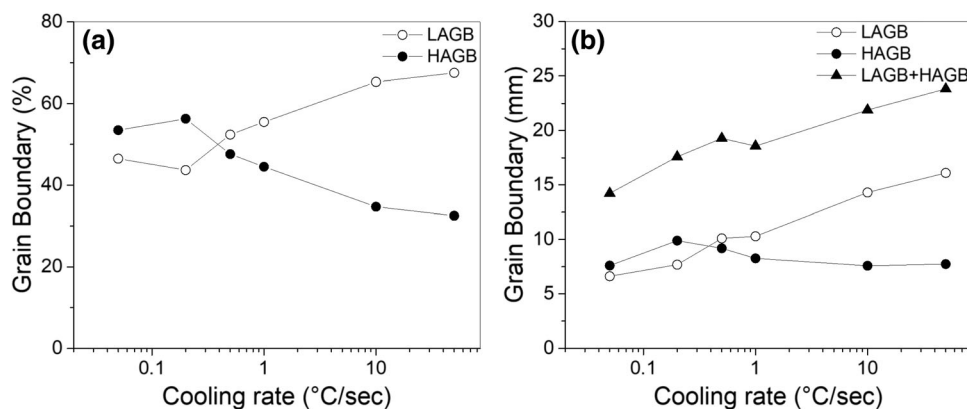 (a)
LAGB
HAGB
Grain Boundary (%)
80
60
40
20
0
0.1
1
10
Cooling rate (°C/sec)
(b)
LAGB
HAGB
LAGB+HAGB
Grain Boundary (mm)
30
25
20
15
10
5
0
0.1
1
10
Cooling rate (°C/sec)